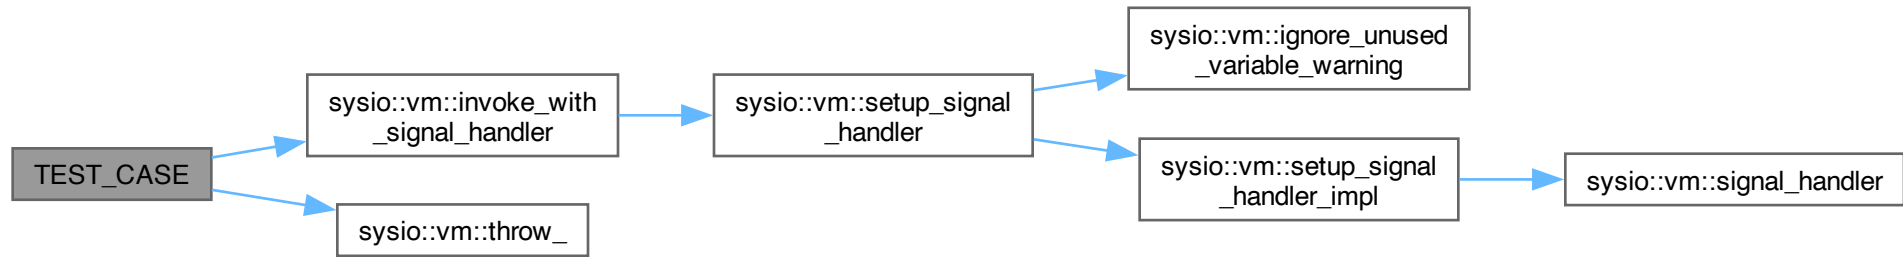 TEST_CASE
sysio::vm::invoke_with
_signal_handler
sysio::vm::throw_
sysio::vm::setup_signal
_handler
sysio::vm::ignore_unused
_variable_warning
sysio::vm::setup_signal
_handler_impl
sysio::vm::signal_handler